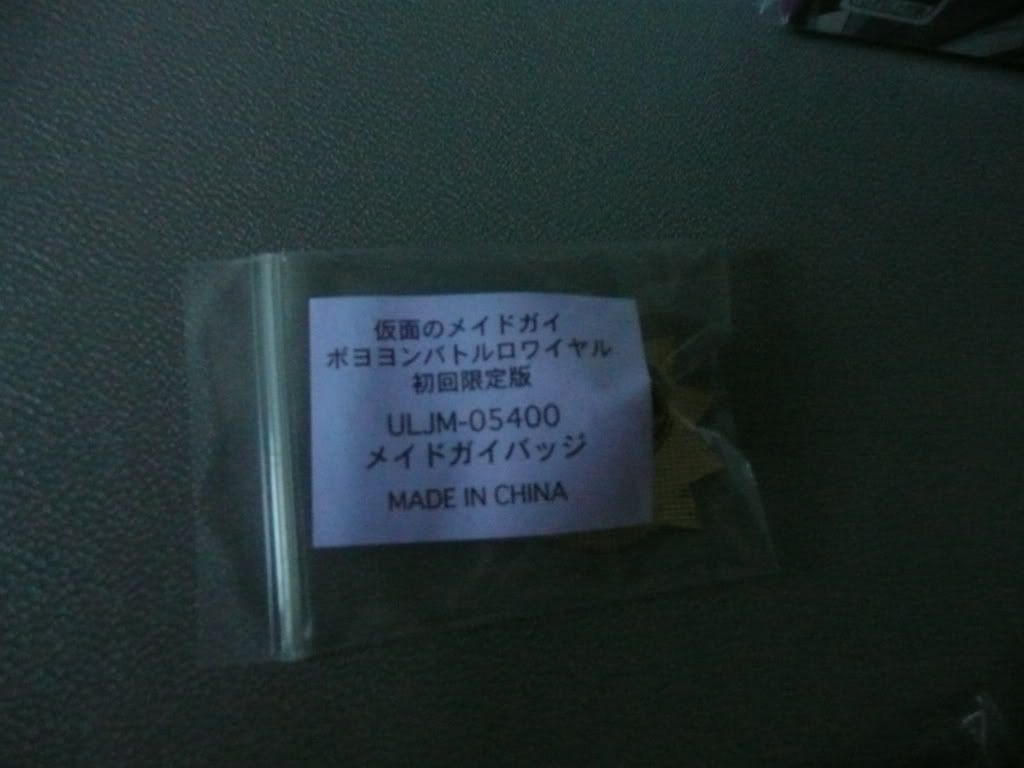 仮面のメイドガイ
ボヨヨンバトルロワイヤル
初回限定版
ULJM-05400
メイドガイバッジ
MADE IN CHINA